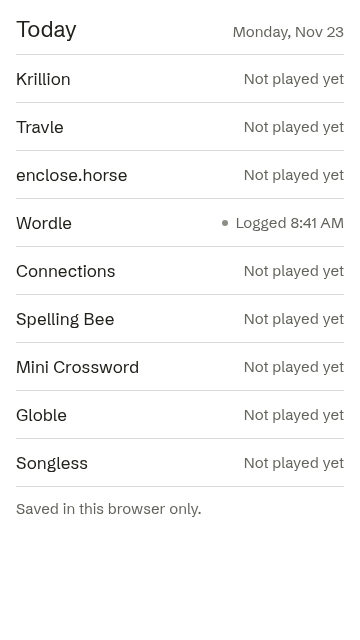 Today Monday, Nov 23
Krillion Not played yet
Travle Not played yet
enclose.horse Not played yet
Wordle Logged 8:41 AM
Connections Not played yet
Spelling Bee Not played yet
Mini Crossword Not played yet
Globle Not played yet
Songless Not played yet
Saved in this browser only.